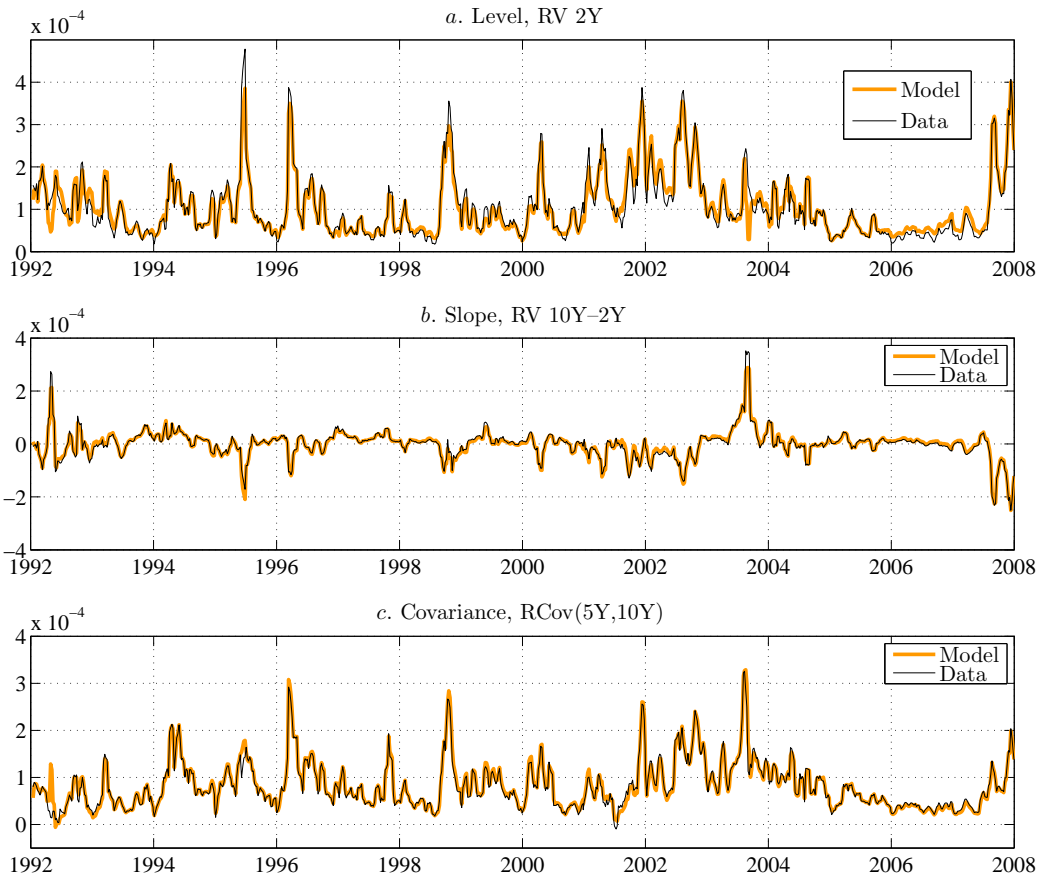 a. Level, RV 2Y
x 10⁻⁴
4
3
2
1
0
Model
Data
1992 1994 1996 1998 2000 2002 2004 2006 2008
b. Slope, RV 10Y–2Y
x 10⁻⁴
4
2
0
−2
−4
Model
Data
1992 1994 1996 1998 2000 2002 2004 2006 2008
c. Covariance, RCov(5Y,10Y)
x 10⁻⁴
4
3
2
1
0
Model
Data
1992 1994 1996 1998 2000 2002 2004 2006 2008